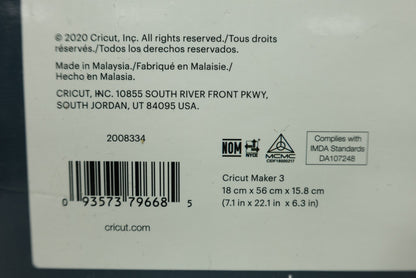 © 2020 Cricut, Inc. All rights reserved./Tous droits
réservés./Todos los derechos reservados.
Made in Malaysia./Fabriqué en Malaisie./
Hecho en Malasia.
CRICUT, INC. 10855 SOUTH RIVER FRONT PKWY,
SOUTH JORDAN, UT 84095 USA.
2008334
NOM
NYCE
MCMC
Complies with
IMDA Standards
DA107248
0 93573 79668 5
Cricut Maker 3
18 cm x 56 cm x 15.8 cm
(7.1 in x 22.1 in x 6.3 in)
cricut.com